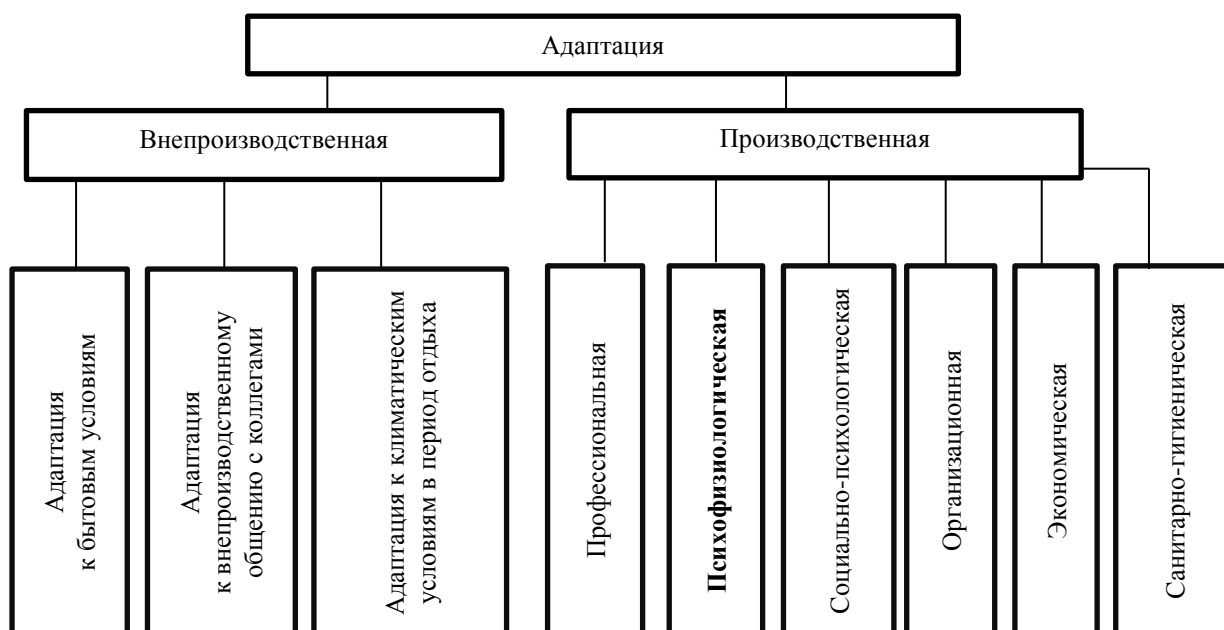 Адаптация
Внепроизводственная
Производственная
Адаптация
к бытовым условиям
Адаптация
к внепроизводственному
общению с коллегами
Адаптация к климатическим
условиям в период отдыха
Профессиональная
Психофизиологическая
Социально-психологическая
Организационная
Экономическая
Санитарно-гигиеническая